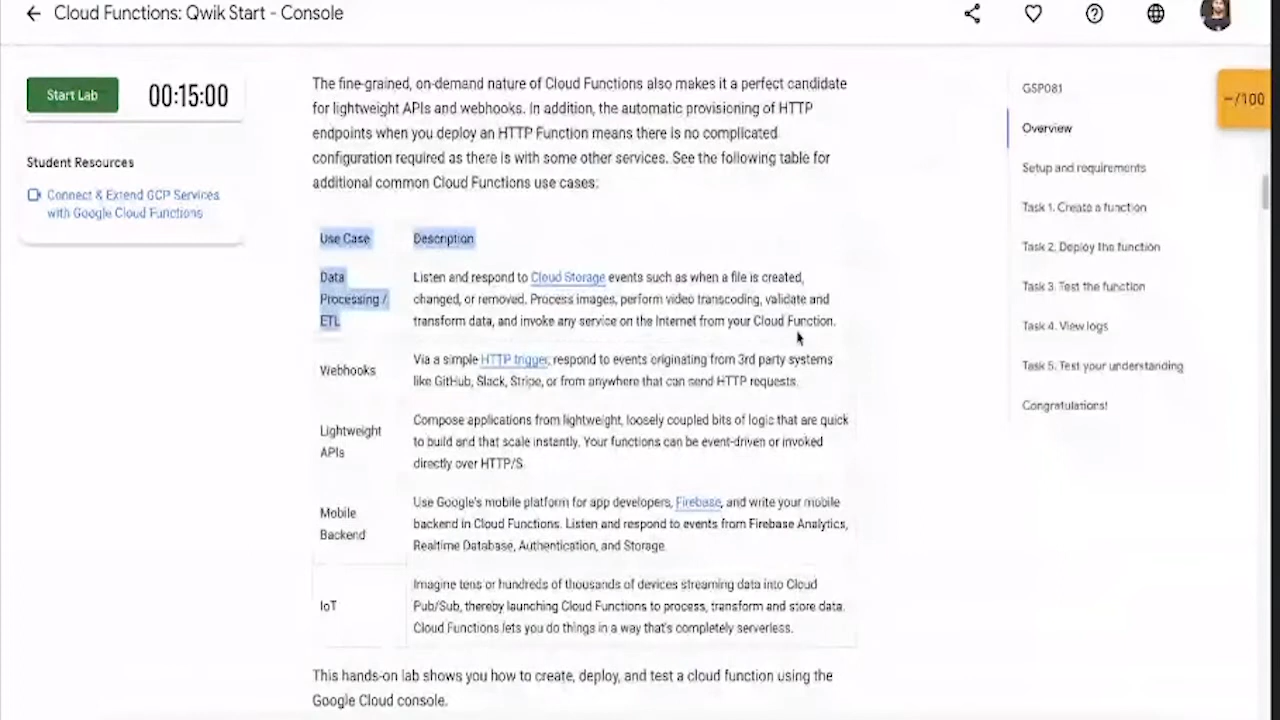 Cloud Functions: Qwik Start - Console
Start Lab
00:15:00
Student Resources
Connect & Extend GCP Services
with Google Cloud Functions
The fine-grained, on-demand nature of Cloud Functions also makes it a perfect candidate
for lightweight APIs and webhooks. In addition, the automatic provisioning of HTTP
endpoints when you deploy an HTTP Function means there is no complicated
configuration required as there is with some other services. See the following table for
additional common Cloud Functions use cases:
Use Case
Description
Data
Processing /
ETL
Listen and respond to Cloud Storage events such as when a file is created,
changed, or removed. Process images, perform video transcoding, validate and
transform data, and invoke any service on the Internet from your Cloud Function.
Webhooks
Via a simple HTTP trigger, respond to events originating from 3rd party systems
like GitHub, Slack, Stripe, or from anywhere that can send HTTP requests.
Lightweight
APIs
Compose applications from lightweight, loosely coupled bits of logic that are quick
to build and that scale instantly. Your functions can be event-driven or invoked
directly over HTTP/S
Mobile
Backend
Use Google's mobile platform for app developers, Firebase, and write your mobile
backend in Cloud Functions. Listen and respond to events from Firebase Analytics,
Realtime Database, Authentication, and Storage.
IoT
Imagine tens or hundreds of thousands of devices streaming data into Cloud
Pub/Sub, thereby launching Cloud Functions to process, transform and store data.
Cloud Functions lets you do things in a way that's completely serverless.
This hands-on lab shows you how to create, deploy, and test a cloud function using the
Google Cloud console.
GSP081
Overview
Setup and requirements
Task 1. Create a function
Task 2. Deploy the function
Task 3. Test the function
Task 4. View logs
Task 5. Test your understanding
Congratulations!
-/100